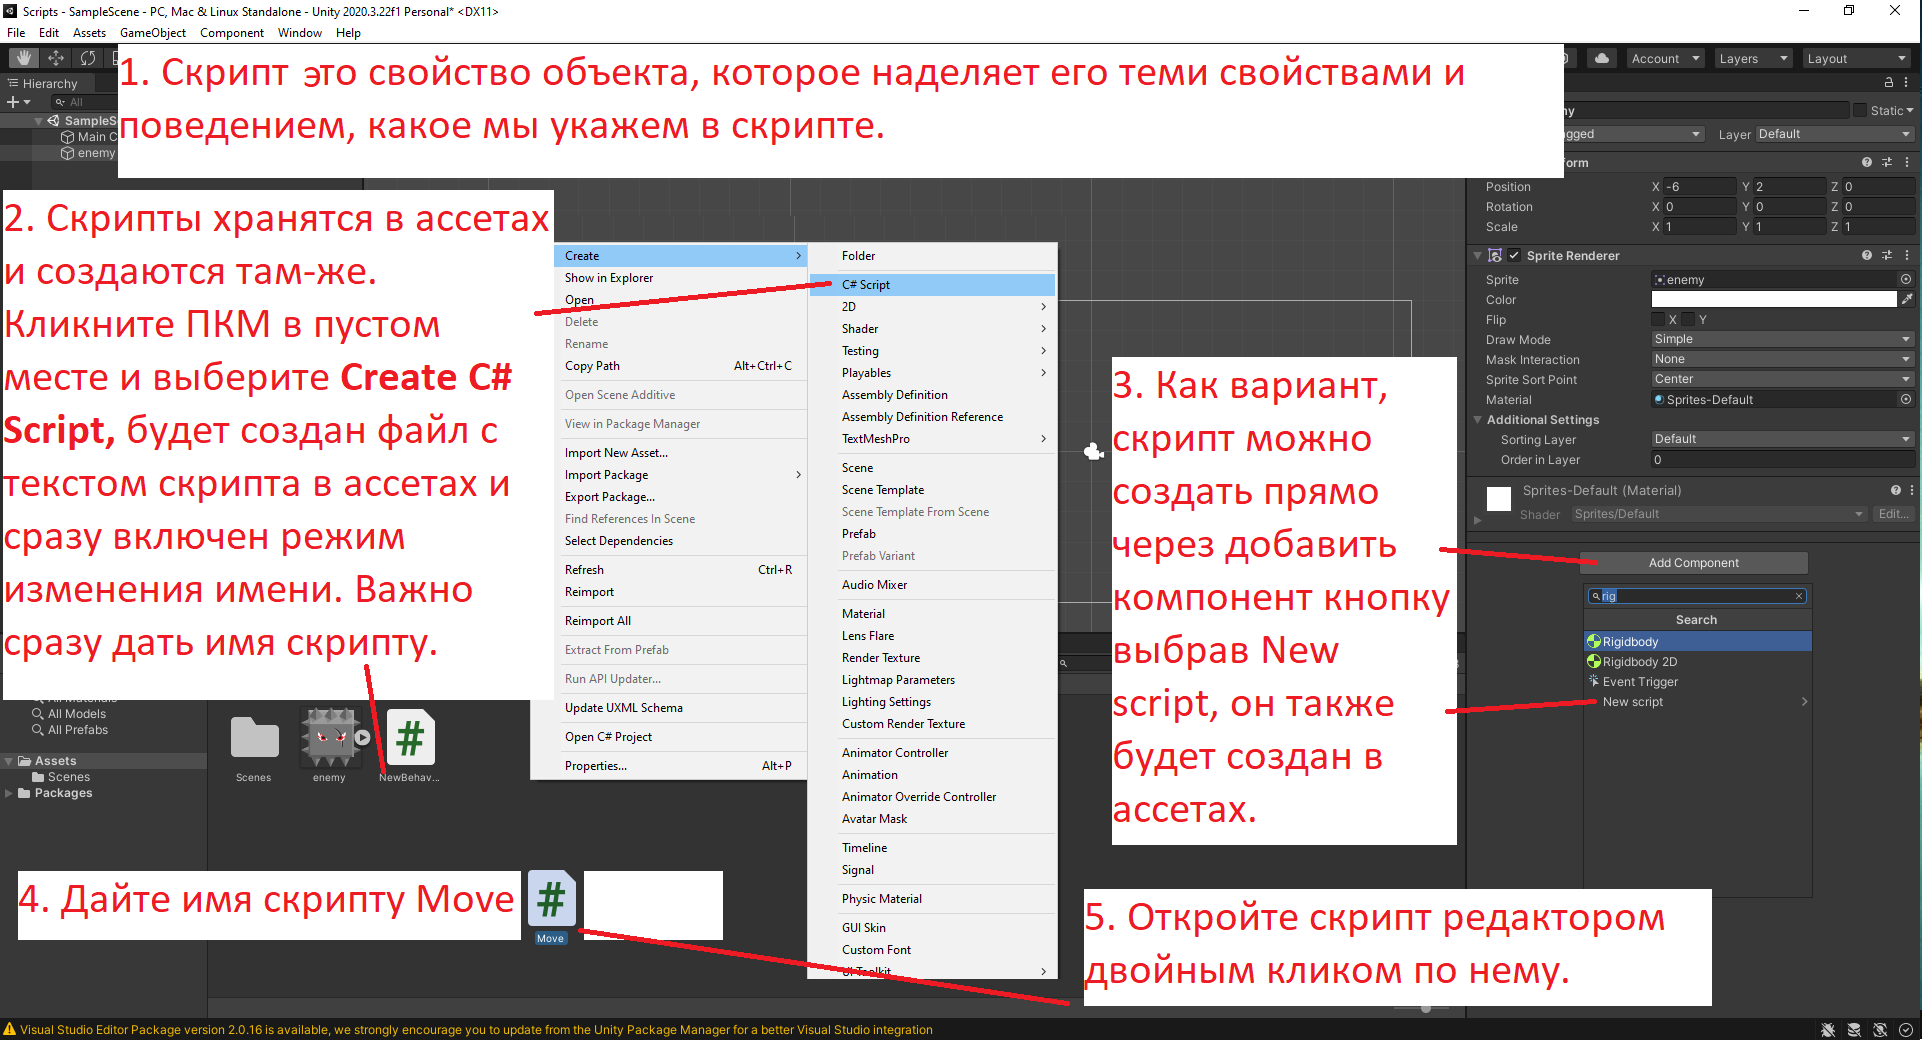 Scripts - SampleScene - PC, Mac & Linux Standalone - Unity 2020.3.22f1 Personal* <DX11>
File Edit Assets GameObject Component Window Help
Account Layers Layout
Hierarchy
All
SampleSc
Main C
enemy
1. Скрипт это свойство объекта, которое наделяет его теми свойствами и
поведением, какое мы укажем в скрипте.
2. Скрипты хранятся в ассетах
и создаются там-же.
Кликните ПКМ в пустом
месте и выберите Create C#
Script, будет создан файл с
текстом скрипта в ассетах и
сразу включен режим
изменения имени. Важно
сразу дать имя скрипту.
Create
Show in Explorer
Open
Delete
Rename
Copy Path Alt+Ctrl+C
Open Scene Additive
View in Package Manager
Import New Asset...
Import Package
Export Package...
Find References In Scene
Select Dependencies
Refresh Ctrl+R
Reimport
Reimport All
Extract From Prefab
Run API Updater...
Update UXML Schema
Open C# Project
Properties... Alt+P
Folder
C# Script
2D
Shader
Testing
Playables
Assembly Definition
Assembly Definition Reference
TextMeshPro
Scene
Scene Template
Scene Template From Scene
Prefab
Prefab Variant
Audio Mixer
Material
Lens Flare
Render Texture
Lightmap Parameters
Lighting Settings
Custom Render Texture
Animator Controller
Animation
Animator Override Controller
Avatar Mask
Timeline
Signal
Physic Material
GUI Skin
Custom Font
UI Toolkit
3. Как вариант,
скрипт можно
создать прямо
через добавить
компонент кнопку
выбрав New
script, он также
будет создан в
ассетах.
my Static
agged Layer Default
form
Position X -6 Y 2 Z 0
Rotation X 0 Y 0 Z 0
Scale X 1 Y 1 Z 1
Sprite Renderer
Sprite enemy
Color
Flip X Y
Draw Mode Simple
Mask Interaction None
Sprite Sort Point Center
Material Sprites-Default
Additional Settings
Sorting Layer Default
Order in Layer 0
Sprites-Default (Material)
Shader Sprites/Default Edit...
Add Component
rig
Search
Rigidbody
Rigidbody 2D
Event Trigger
New script
All Materials
All Models
All Prefabs
Assets
Scenes
Packages
Scenes enemy NewBehav...
4. Дайте имя скрипту Move
Move
5. Откройте скрипт редактором
двойным кликом по нему.
Visual Studio Editor Package version 2.0.16 is available, we strongly encourage you to update from the Unity Package Manager for a better Visual Studio integration